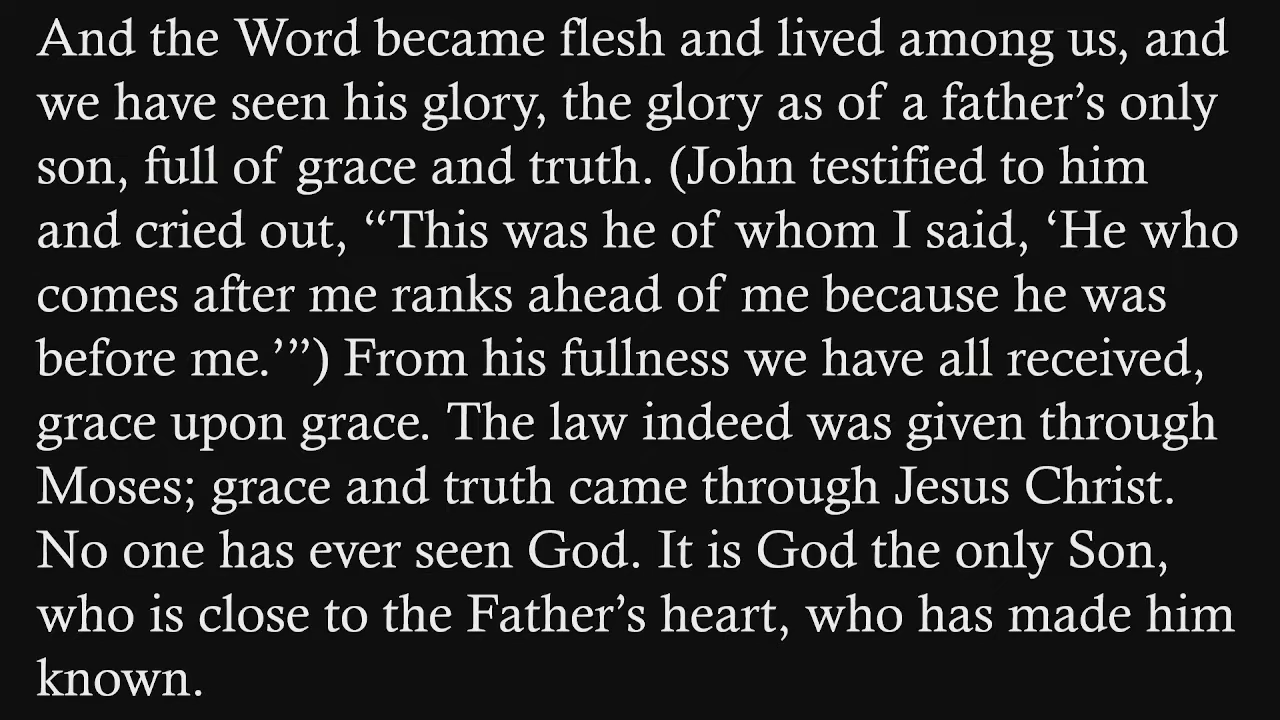 And the Word became flesh and lived among us, and
we have seen his glory, the glory as of a father’s only
son, full of grace and truth. (John testified to him
and cried out, “This was he of whom I said, ‘He who
comes after me ranks ahead of me because he was
before me.’”) From his fullness we have all received,
grace upon grace. The law indeed was given through
Moses; grace and truth came through Jesus Christ.
No one has ever seen God. It is God the only Son,
who is close to the Father’s heart, who has made him
known.